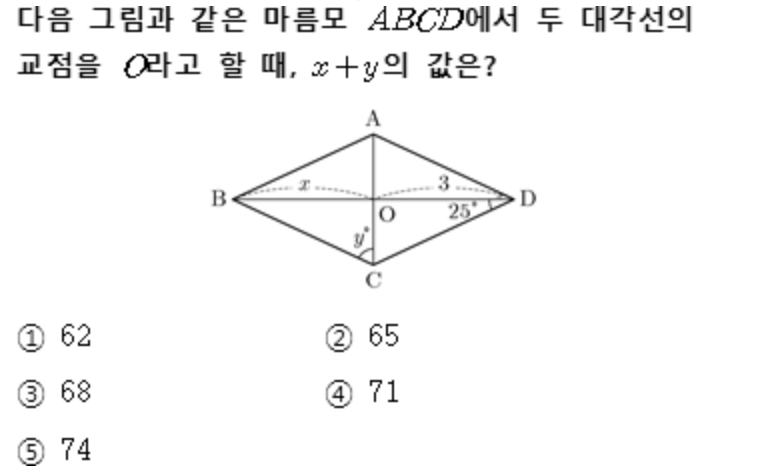 다음 그림과 같은 마름모 ABCD에서 두 대각선의
교점을 O라고 할 때, x+y의 값은?
A
B x 3 D
O 25°
y°
C
① 62 ② 65
③ 68 ④ 71
⑤ 74